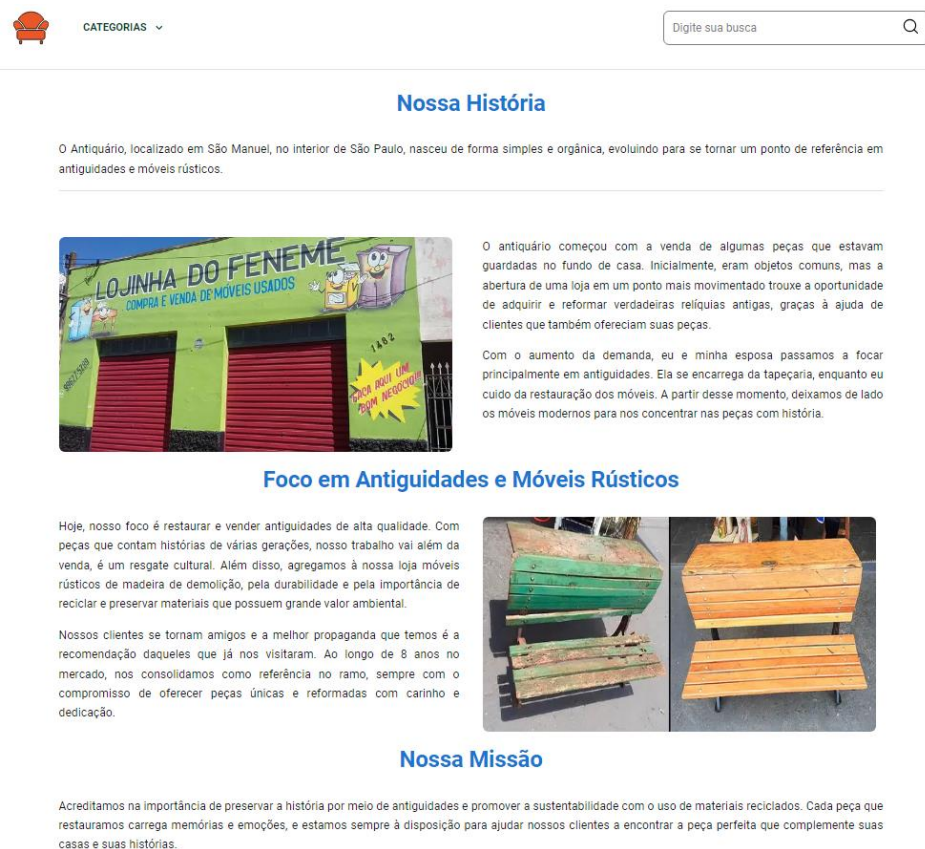 CATEGORIAS
Digite sua busca
Nossa História
O Antiquário, localizado em São Manuel, no interior de São Paulo, nasceu de forma simples e orgânica, evoluindo para se tornar um ponto de referência em
antiguidades e móveis rústicos.
LOJINHA DO FENEME
COMPRA E VENDA DE MÓVEIS USADOS
1482
FAÇA AQUI UM
BOM NEGÓCIO!!!
O antiquário começou com a venda de algumas peças que estavam
guardadas no fundo de casa. Inicialmente, eram objetos comuns, mas a
abertura de uma loja em um ponto mais movimentado trouxe a oportunidade
de adquirir e reformar verdadeiras relíquias antigas, graças à ajuda de
clientes que também ofereciam suas peças.
Com o aumento da demanda, eu e minha esposa passamos a focar
principalmente em antiguidades. Ela se encarrega da tapeçaria, enquanto eu
cuido da restauração dos móveis. A partir desse momento, deixamos de lado
os móveis modernos para nos concentrar nas peças com história.
Foco em Antiguidades e Móveis Rústicos
Hoje, nosso foco é restaurar e vender antiguidades de alta qualidade. Com
peças que contam histórias de várias gerações, nosso trabalho vai além da
venda, é um resgate cultural. Além disso, agregamos à nossa loja móveis
rústicos de madeira de demolição, pela durabilidade e pela importância de
reciclar e preservar materiais que possuem grande valor ambiental.
Nossos clientes se tornam amigos e a melhor propaganda que temos é a
recomendação daqueles que já nos visitaram. Ao longo de 8 anos no
mercado, nos consolidamos como referência no ramo, sempre com o
compromisso de oferecer peças únicas e reformadas com carinho e
dedicação.
Nossa Missão
Acreditamos na importância de preservar a história por meio de antiguidades e promover a sustentabilidade com o uso de materiais reciclados. Cada peça que
restauramos carrega memórias e emoções, e estamos sempre à disposição para ajudar nossos clientes a encontrar a peça perfeita que complemente suas
casas e suas histórias.